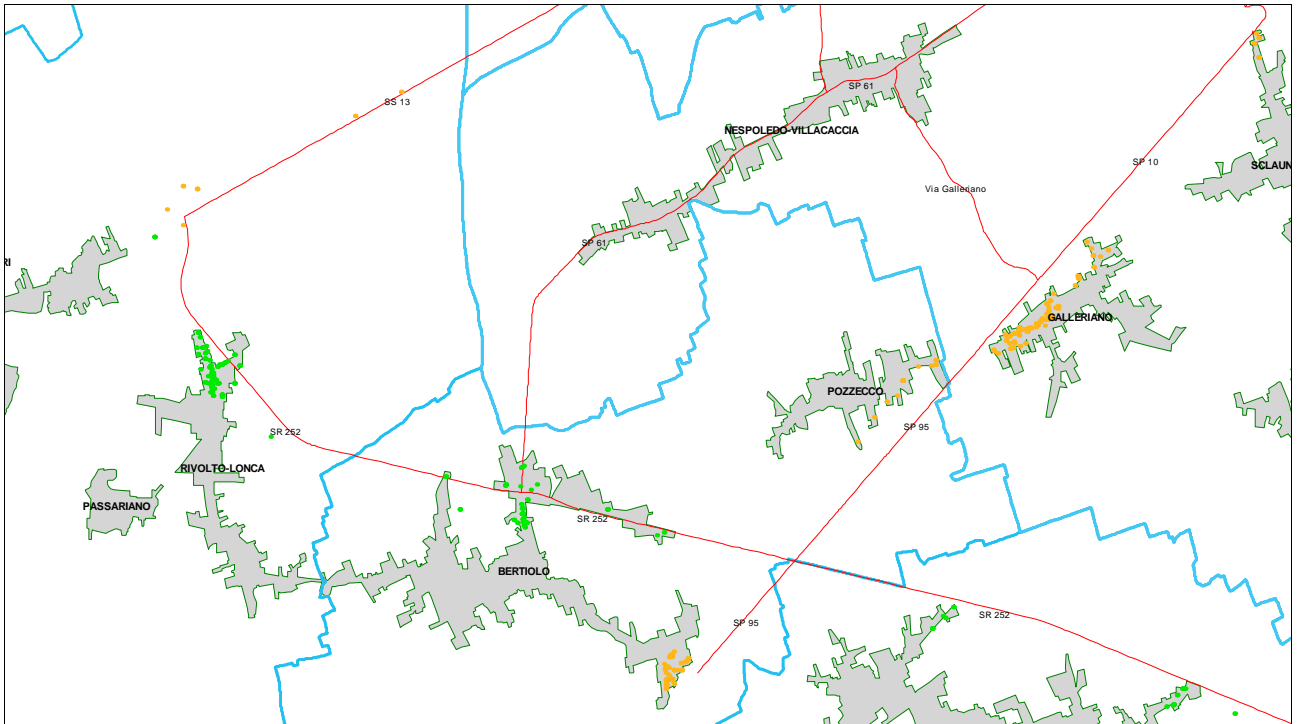 SP 61
SS 13
NESPOLEDO-VILLACACCIA
SP 10
SCLAUN
Via Galleriano
SP 61
RI
GALLERIANO
POZZECCO
SP 95
SR 252
RIVOLTO-LONCA
PASSARIANO
SR 252
BERTIOLO
SR 252
SP 95